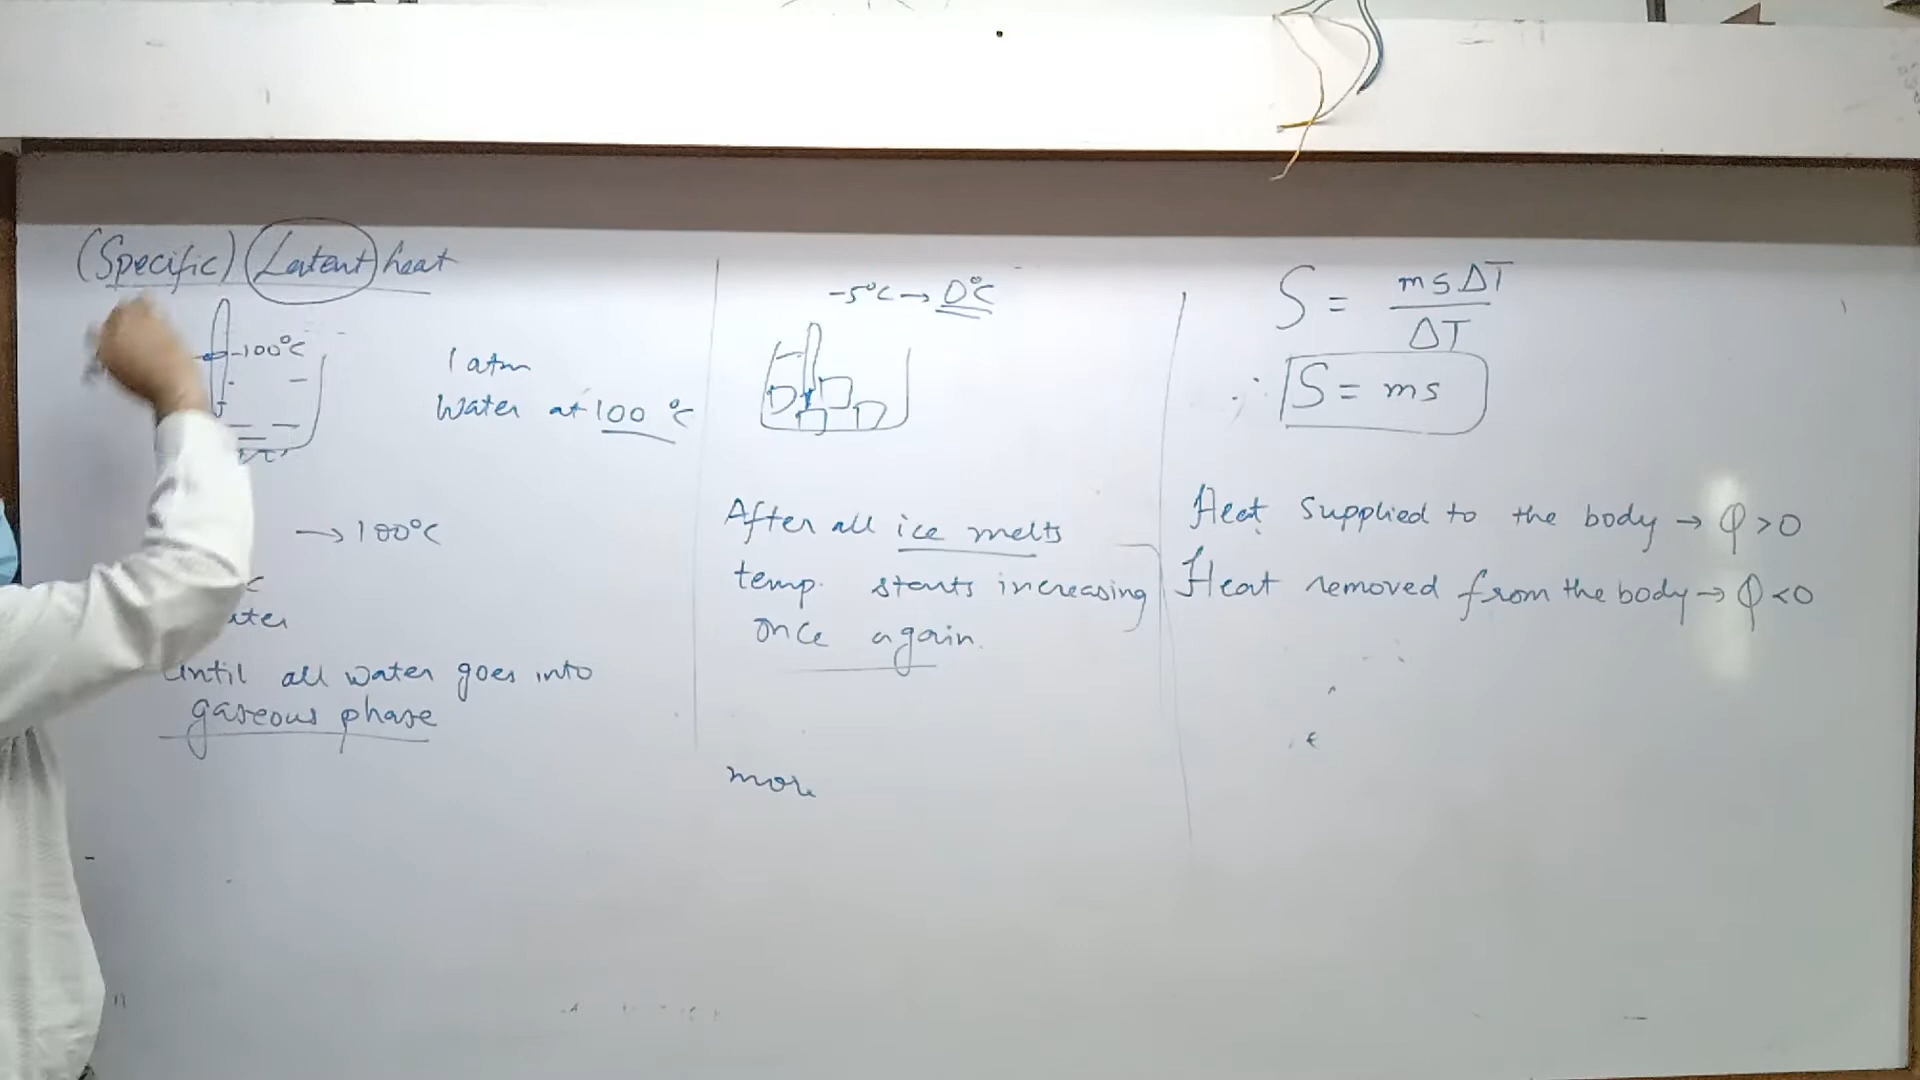 (Specific) Latent heat
-100°C
1 atm
Water at 100 °C
→ 100°C
until all water goes into
gaseous phase
-5°C → 0°C
After all ice melts
temp. starts increasing
once again.
more
S = msΔT / ΔT
∴ S = ms
Heat supplied to the body → Q > 0
Heat removed from the body → Q < 0